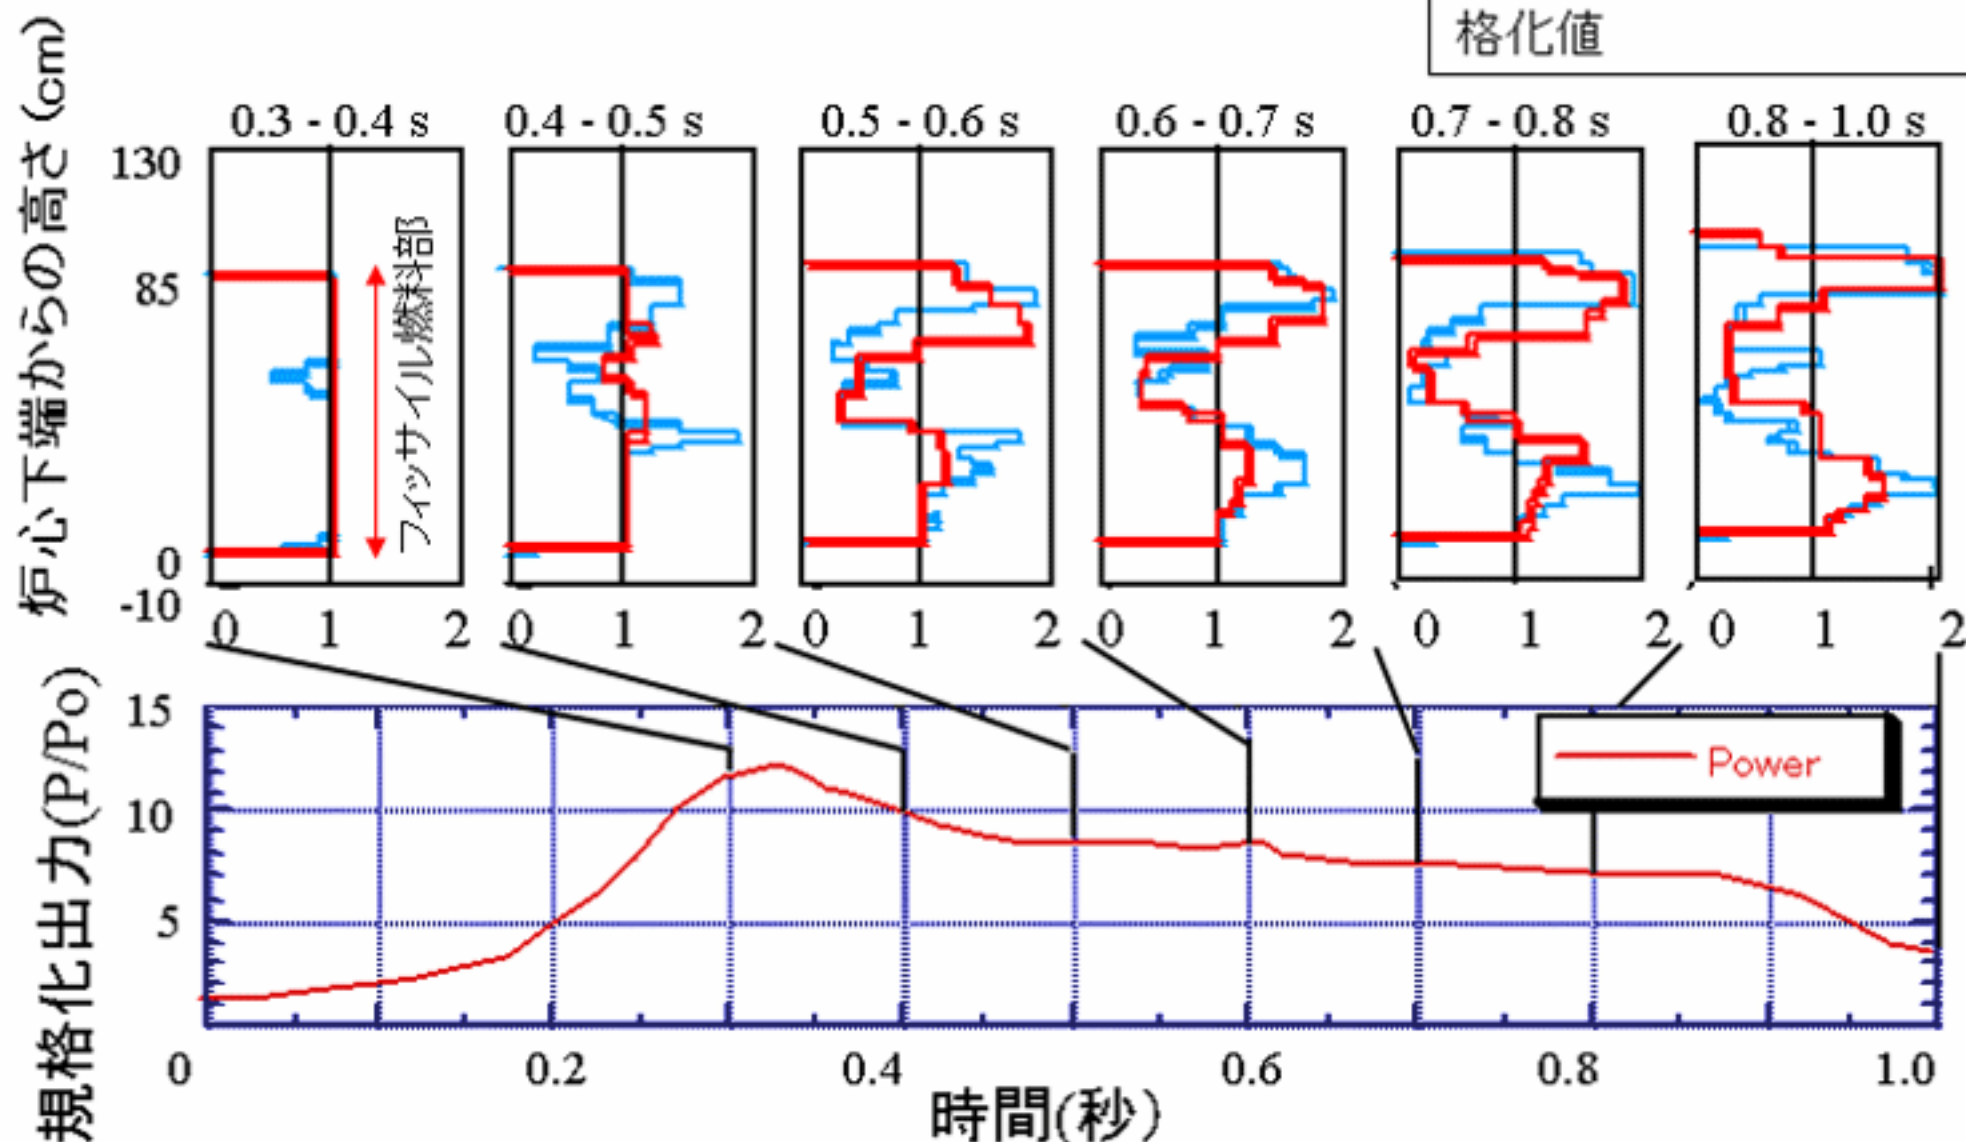 格化値
0.3 - 0.4 s
0.4 - 0.5 s
0.5 - 0.6 s
0.6 - 0.7 s
0.7 - 0.8 s
0.8 - 1.0 s
炉心下端からの高さ (cm)
130
85
0
-10
フィッサイル燃料部
0 1 2
0 1 2
0 1 2
0 1 2
0 1 2
0 1 2
規格化出力(P/Po)
15
10
5
Power
0 0.2 0.4 0.6 0.8 1.0
時間(秒)